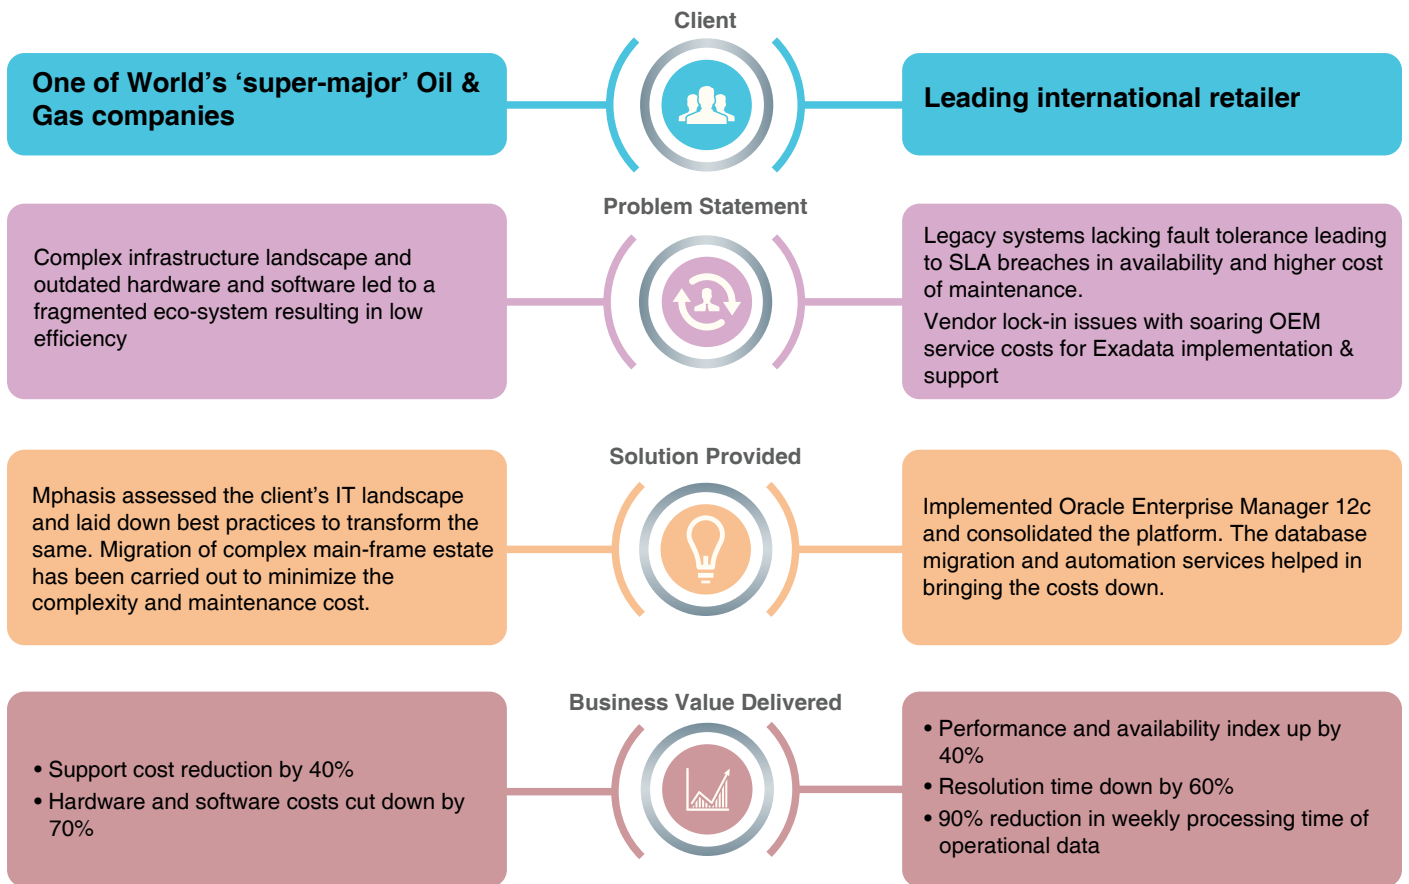 Client
One of World's ‘super-major’ Oil &
Gas companies
Leading international retailer
Problem Statement
Complex infrastructure landscape and
outdated hardware and software led to a
fragmented eco-system resulting in low
efficiency
Legacy systems lacking fault tolerance leading
to SLA breaches in availability and higher cost
of maintenance.
Vendor lock-in issues with soaring OEM
service costs for Exadata implementation &
support
Solution Provided
Mphasis assessed the client's IT landscape
and laid down best practices to transform the
same. Migration of complex main-frame estate
has been carried out to minimize the
complexity and maintenance cost.
Implemented Oracle Enterprise Manager 12c
and consolidated the platform. The database
migration and automation services helped in
bringing the costs down.
Business Value Delivered
• Support cost reduction by 40%
• Hardware and software costs cut down by
70%
• Performance and availability index up by
40%
• Resolution time down by 60%
• 90% reduction in weekly processing time of
operational data